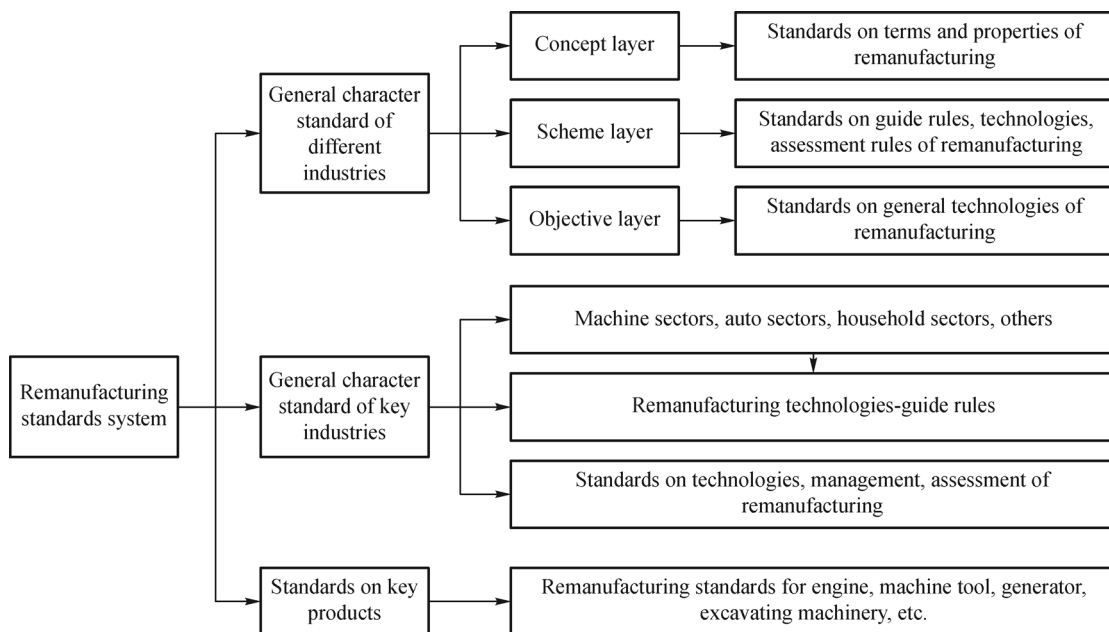 Remanufacturing
standards system
General character
standard of
different
industries
Concept layer
Standards on terms and properties of
remanufacturing
Scheme layer
Standards on guide rules, technologies,
assessment rules of remanufacturing
Objective layer
Standards on general technologies of
remanufacturing
General character
standard of key
industries
Machine sectors, auto sectors, household sectors, others
Remanufacturing technologies-guide rules
Standards on technologies, management, assessment of
remanufacturing
Standards on key
products
Remanufacturing standards for engine, machine tool, generator,
excavating machinery, etc.